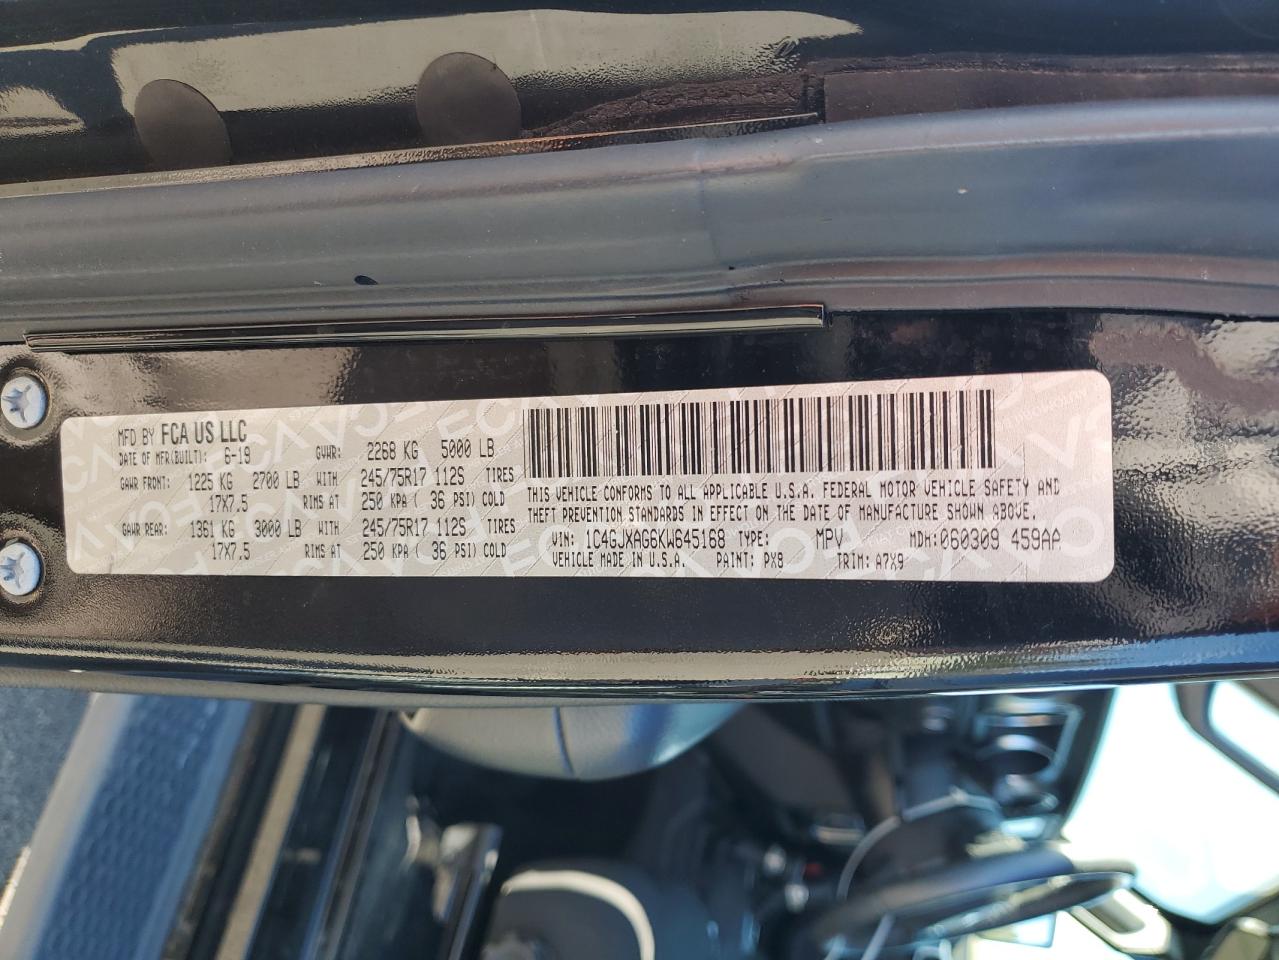 MFD BY FCA US LLC
DATE OF MFR(BUILT): 6-19 GVWR: 2268 KG 5000 LB
GAWR FRONT: 1225 KG 2700 LB WITH 245/75R17 112S TIRES
17X7.5 RIMS AT 250 KPA ( 36 PSI) COLD
GAWR REAR: 1361 KG 3000 LB WITH 245/75R17 112S TIRES
17X7.5 RIMS AT 250 KPA ( 36 PSI) COLD
THIS VEHICLE CONFORMS TO ALL APPLICABLE U.S.A. FEDERAL MOTOR VEHICLE SAFETY AND
THEFT PREVENTION STANDARDS IN EFFECT ON THE DATE OF MANUFACTURE SHOWN ABOVE.
VIN: 1C4GJXAG6KW645168 TYPE: MPV MDH: 060309 459AA
VEHICLE MADE IN U.S.A. PAINT: PX8 TRIM: A7X9